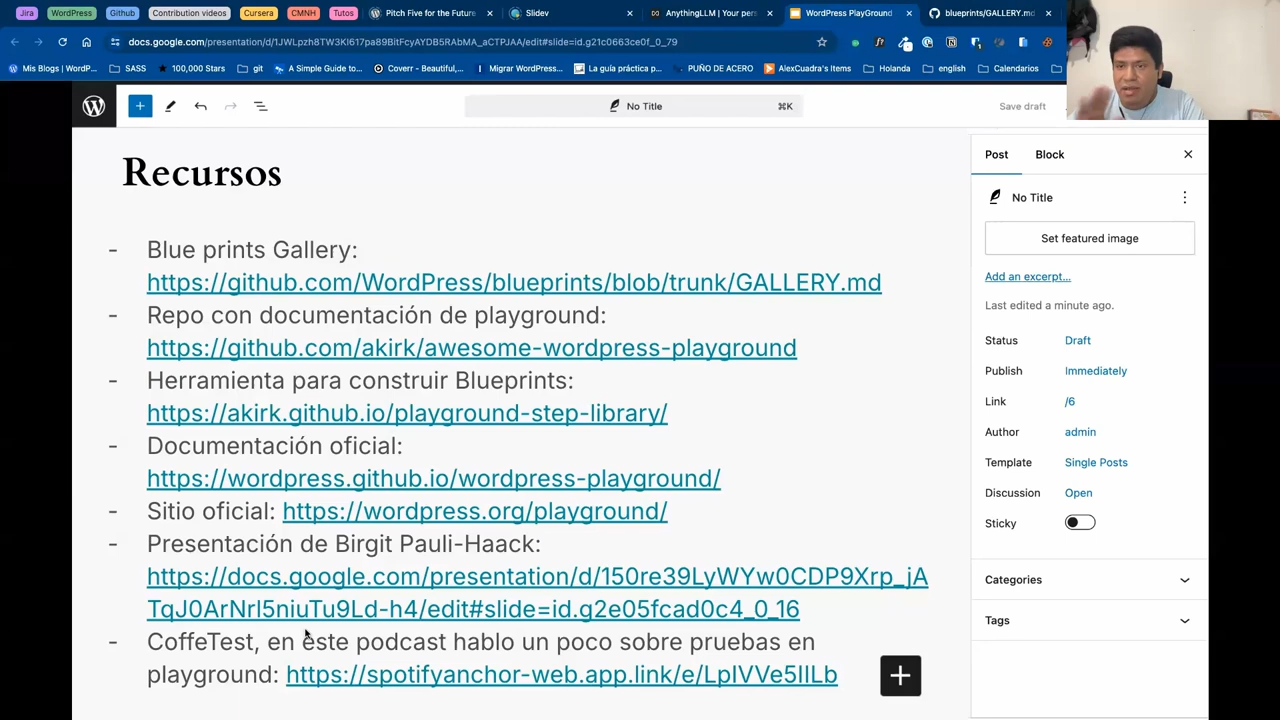 Jira
WordPress
Github
Contribution videos
Cursera
CMNH
Tutos
Pitch Five for the Future
Slidev
AnythingLLM | Your pers
WordPress PlayGround
blueprints/GALLERY.md
docs.google.com/presentation/d/1JWLpzh8TW3KI617pa89BitFcyAYDB5RAbMA_aCTPJAA/edit#slide=id.g21c0663ce0f_0_79
Mis Blogs | WordP...
SASS
100,000 Stars
git
A Simple Guide to...
Coverr - Beautiful,...
Migrar WordPress...
La guía práctica p...
PUÑO DE ACERO
AlexCuadra's Items
Holanda
english
Calendarios
No Title
⌘K
Save draft
Recursos
- Blue prints Gallery:
https://github.com/WordPress/blueprints/blob/trunk/GALLERY.md
- Repo con documentación de playground:
https://github.com/akirk/awesome-wordpress-playground
- Herramienta para construir Blueprints:
https://akirk.github.io/playground-step-library/
- Documentación oficial:
https://wordpress.github.io/wordpress-playground/
- Sitio oficial: https://wordpress.org/playground/
- Presentación de Birgit Pauli-Haack:
https://docs.google.com/presentation/d/150re39LyWYw0CDP9Xrp_jA
TqJ0ArNrI5niuTu9Ld-h4/edit#slide=id.g2e05fcad0c4_0_16
- CoffeTest, en este podcast hablo un poco sobre pruebas en
playground: https://spotifyanchor-web.app.link/e/LpIVVe5IILb
Post
Block
No Title
Set featured image
Add an excerpt...
Last edited a minute ago.
Status Draft
Publish Immediately
Link /6
Author admin
Template Single Posts
Discussion Open
Sticky
Categories
Tags